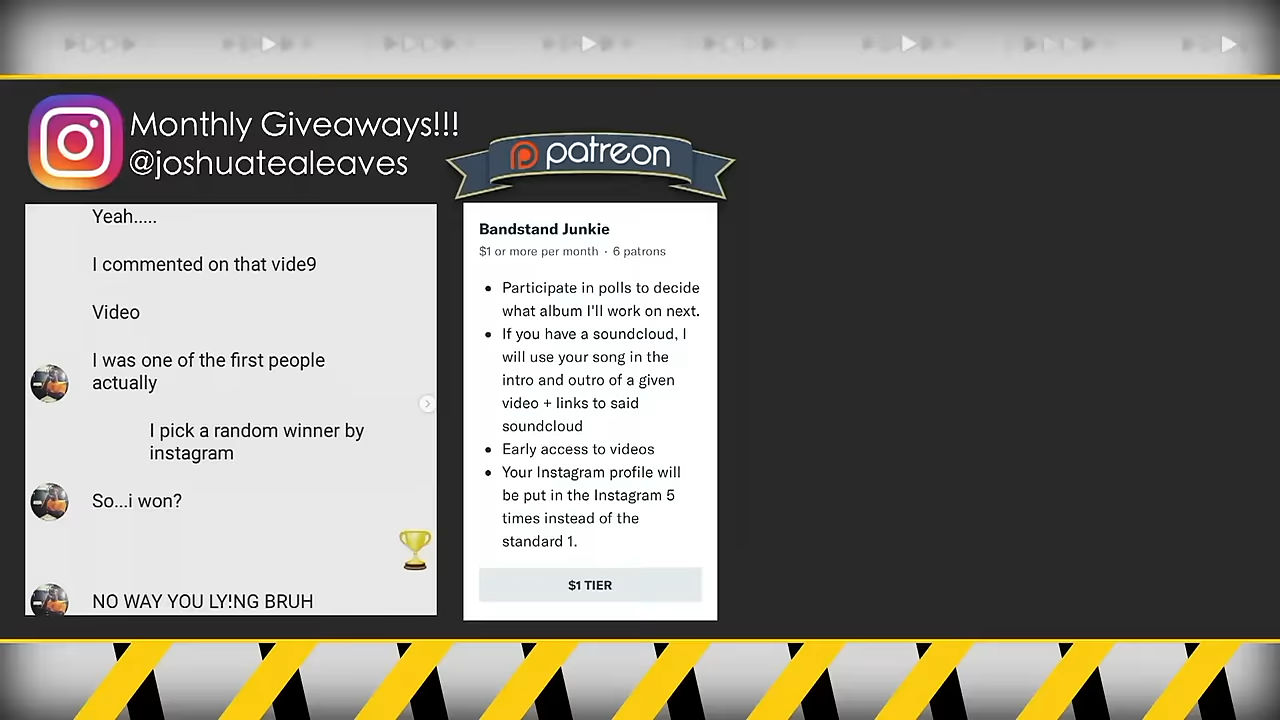 Monthly Giveaways!!!
@joshuatealeaves
Yeah.....
I commented on that vide9
Video
I was one of the first people
actually
I pick a random winner by
instagram
So...i won?
NO WAY YOU LY!NG BRUH
patreon
Bandstand Junkie
$1 or more per month · 6 patrons
• Participate in polls to decide
what album I'll work on next.
• If you have a soundcloud, I
will use your song in the
intro and outro of a given
video + links to said
soundcloud
• Early access to videos
• Your Instagram profile will
be put in the Instagram 5
times instead of the
standard 1.
$1 TIER